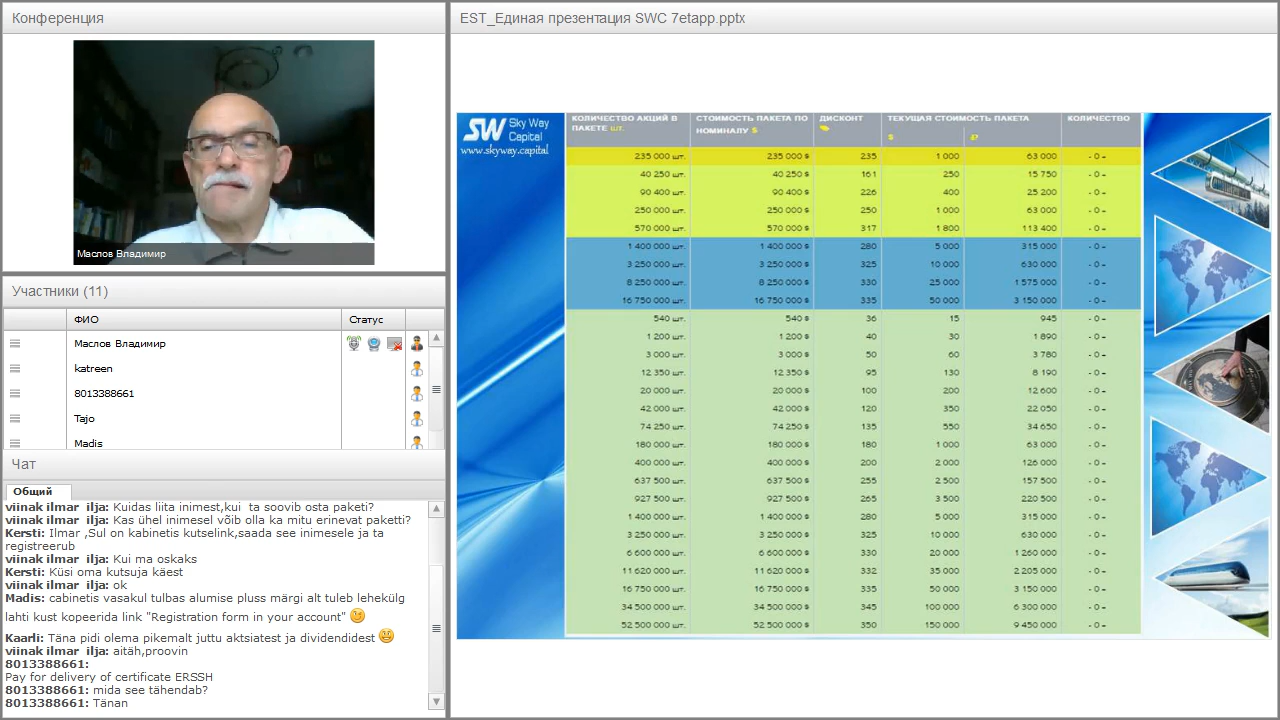 Конференция
Маслов Владимир
Участники (11)
ФИО Статус
Маслов Владимир
katreen
8013388661
Tajo
Madis
Чат
Общий
viinak ilmar ilja: Kuidas liita inimest,kui ta soovib osta paketi?
viinak ilmar ilja: Kas ühel inimesel võib olla ka mitu erinevat paketti?
Kersti: Ilmar ,Sul on kabinetis kutselink,saada see inimesele ja ta
registreerub
viinak ilmar ilja: Kui ma oskaks
Kersti: Küsi oma kutsuja käest
viinak ilmar ilja: ok
Madis: cabinetis vasakul tulbas alumise pluss märgi alt tuleb lehekülg
lahti kust kopeerida link "Registration form in your account"
Kaarli: Täna pidi olema pikemalt juttu aktsiatest ja dividendidest
viinak ilmar ilja: aitäh,proovin
8013388661:
Pay for delivery of certificate ERSSH
8013388661: mida see tähendab?
8013388661: Tänan
EST_Единая презентация SWC 7etapp.pptx
SW Sky Way
Capital
www.skyway.capital
КОЛИЧЕСТВО АКЦИЙ В СТОИМОСТЬ ПАКЕТА ПО ДИСКОНТ ТЕКУЩАЯ СТОИМОСТЬ ПАКЕТА КОЛИЧЕСТВО
ПАКЕТЕ шт. НОМИНАЛУ $ % $ ₽
235 000 шт. 235 000 $ 235 1 000 63 000 - 0 -
40 250 шт. 40 250 $ 161 250 15 750 - 0 -
90 400 шт. 90 400 $ 226 400 25 200 - 0 -
250 000 шт. 250 000 $ 250 1 000 63 000 - 0 -
570 000 шт. 570 000 $ 317 1 800 113 400 - 0 -
1 400 000 шт. 1 400 000 $ 280 5 000 315 000 - 0 -
3 250 000 шт. 3 250 000 $ 325 10 000 630 000 - 0 -
8 250 000 шт. 8 250 000 $ 330 25 000 1 575 000 - 0 -
16 750 000 шт. 16 750 000 $ 335 50 000 3 150 000 - 0 -
540 шт. 540 $ 36 15 945 - 0 -
1 200 шт. 1 200 $ 40 30 1 890 - 0 -
3 000 шт. 3 000 $ 50 60 3 780 - 0 -
12 350 шт. 12 350 $ 95 130 8 190 - 0 -
20 000 шт. 20 000 $ 100 200 12 600 - 0 -
42 000 шт. 42 000 $ 120 350 22 050 - 0 -
74 250 шт. 74 250 $ 135 550 34 650 - 0 -
180 000 шт. 180 000 $ 180 1 000 63 000 - 0 -
400 000 шт. 400 000 $ 200 2 000 126 000 - 0 -
637 500 шт. 637 500 $ 255 2 500 157 500 - 0 -
927 500 шт. 927 500 $ 265 3 500 220 500 - 0 -
1 400 000 шт. 1 400 000 $ 280 5 000 315 000 - 0 -
3 250 000 шт. 3 250 000 $ 325 10 000 630 000 - 0 -
6 600 000 шт. 6 600 000 $ 330 20 000 1 260 000 - 0 -
11 620 000 шт. 11 620 000 $ 332 35 000 2 205 000 - 0 -
16 750 000 шт. 16 750 000 $ 335 50 000 3 150 000 - 0 -
34 500 000 шт. 34 500 000 $ 345 100 000 6 300 000 - 0 -
52 500 000 шт. 52 500 000 $ 350 150 000 9 450 000 - 0 -